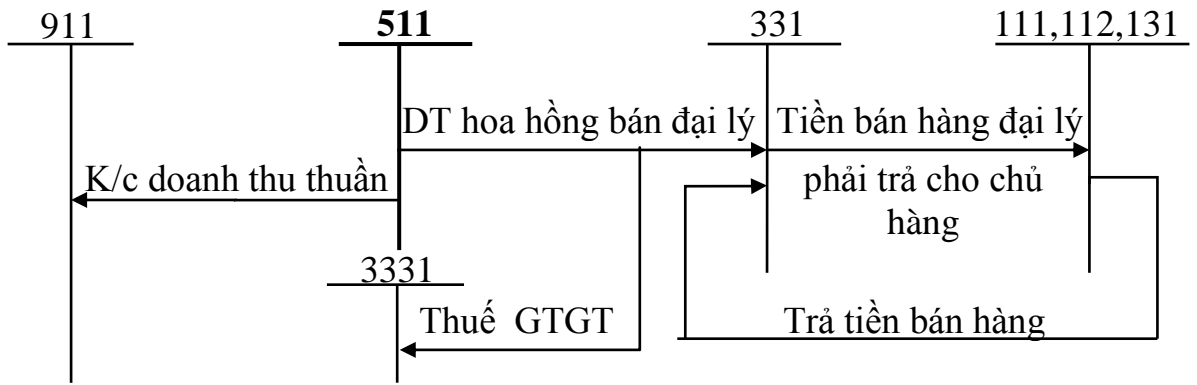 911
511
331
111,112,131
DT hoa hồng bán đại lý
Tiền bán hàng đại lý
K/c doanh thu thuần
phải trả cho chủ
hàng
3331
Thuế GTGT
Trả tiền bán hàng